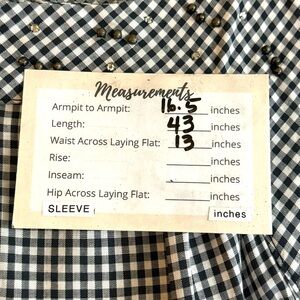 Measurements
Armpit to Armpit: 16.5 inches
Length: 43 inches
Waist Across Laying Flat: 13 inches
Rise: inches
Inseam: inches
Hip Across Laying Flat: inches
SLEEVE inches